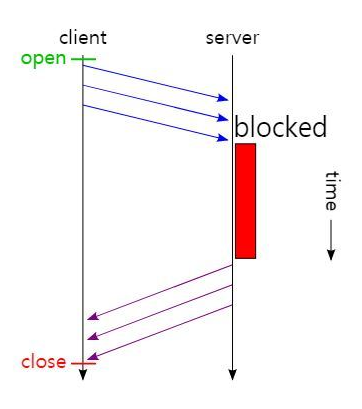 client
server
open
blocked
time
close